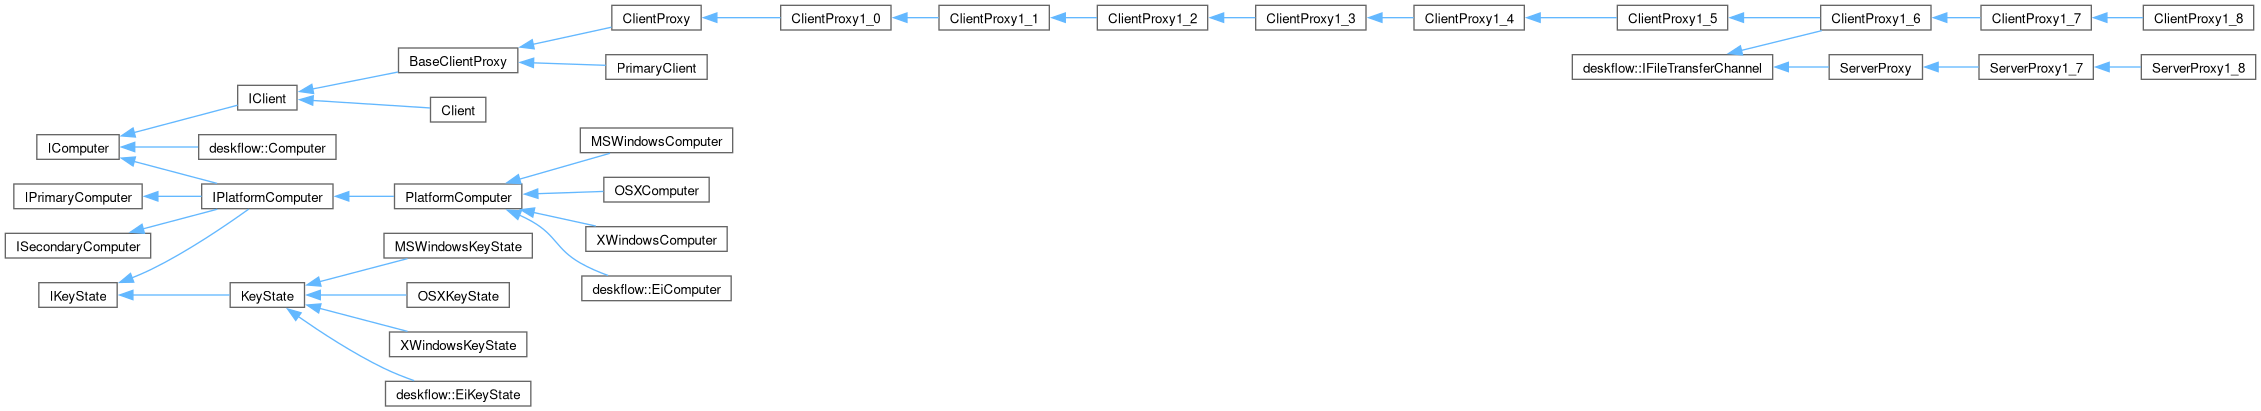 ClientProxy
ClientProxy1_0
ClientProxy1_1
ClientProxy1_2
ClientProxy1_3
ClientProxy1_4
ClientProxy1_5
ClientProxy1_6
ClientProxy1_7
ClientProxy1_8
BaseClientProxy
PrimaryClient
deskflow::IFileTransferChannel
ServerProxy
ServerProxy1_7
ServerProxy1_8
IClient
Client
IComputer
deskflow::Computer
MSWindowsComputer
IPrimaryComputer
IPlatformComputer
PlatformComputer
OSXComputer
ISecondaryComputer
MSWindowsKeyState
XWindowsComputer
IKeyState
KeyState
OSXKeyState
deskflow::EiComputer
XWindowsKeyState
deskflow::EiKeyState